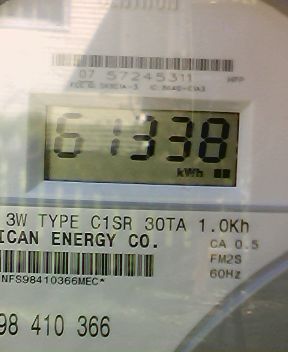 07 57245311
61338
kWh
3W TYPE C1SR 30TA 1.0Kh
ICAN ENERGY CO.
CA 0.5
FM2S
60Hz
NFS98410366MEC*
98 410 366